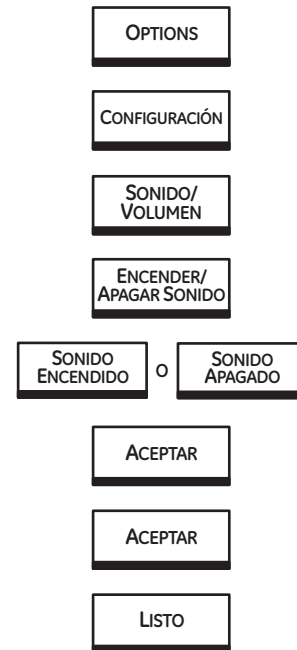 OPTIONS
CONFIGURACIÓN
SONIDO/
VOLUMEN
ENCENDER/
APAGAR SONIDO
SONIDO
ENCENDIDO
O
SONIDO
APAGADO
ACEPTAR
ACEPTAR
LISTO